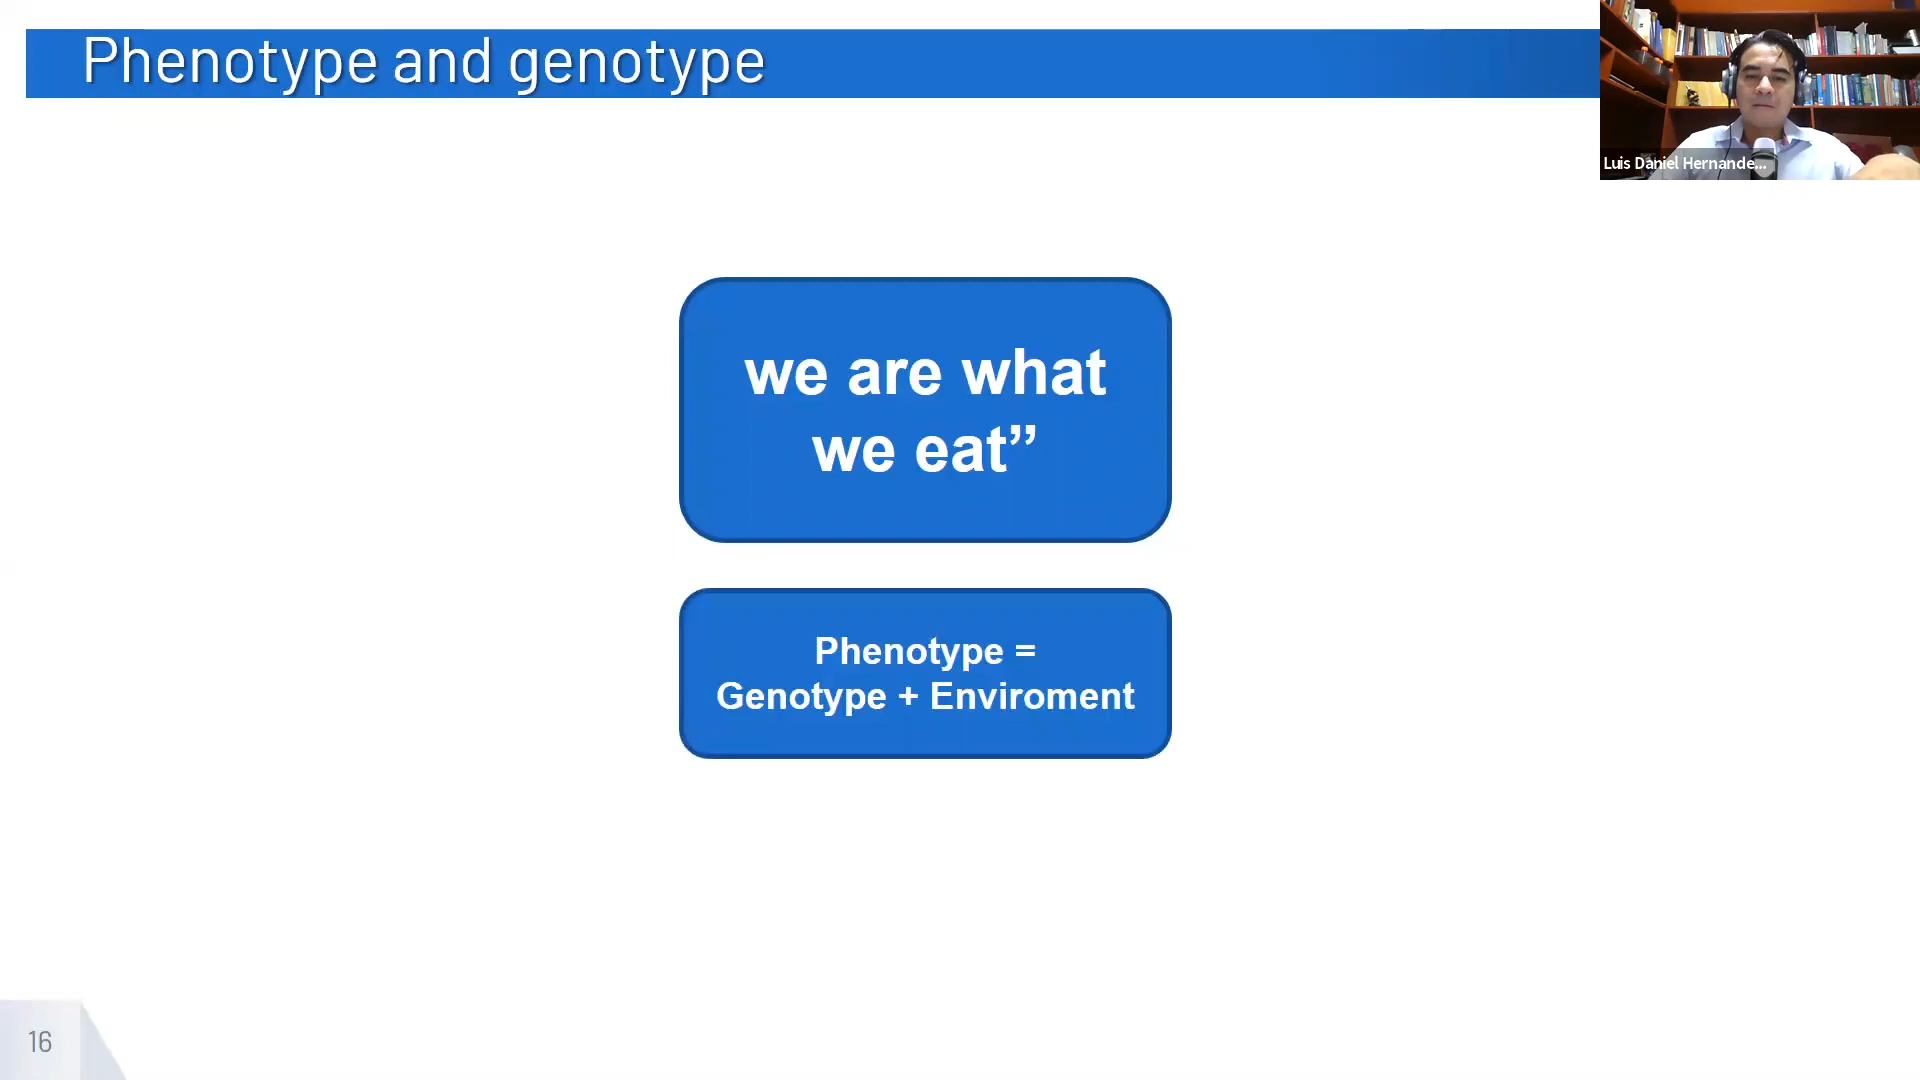 Phenotype and genotype
Luis Daniel Hernande...
we are what
we eat”
Phenotype =
Genotype + Enviroment
16